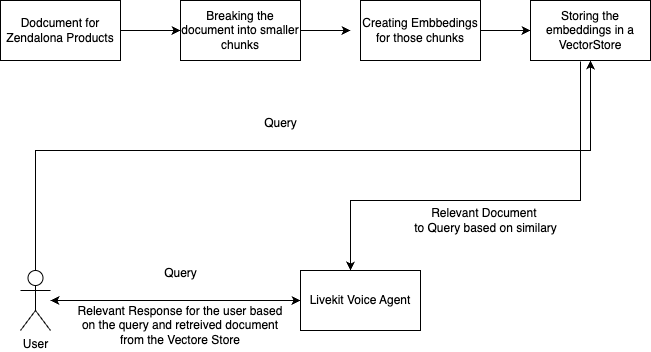 Dodcument for
Zendalona Products
Breaking the
document into smaller
chunks
Creating Embbedings
for those chunks
Storing the
embeddings in a
VectorStore
Query
Relevant Document
to Query based on similary
Query
Relevant Response for the user based
on the query and retreived document
from the Vectore Store
Livekit Voice Agent
User